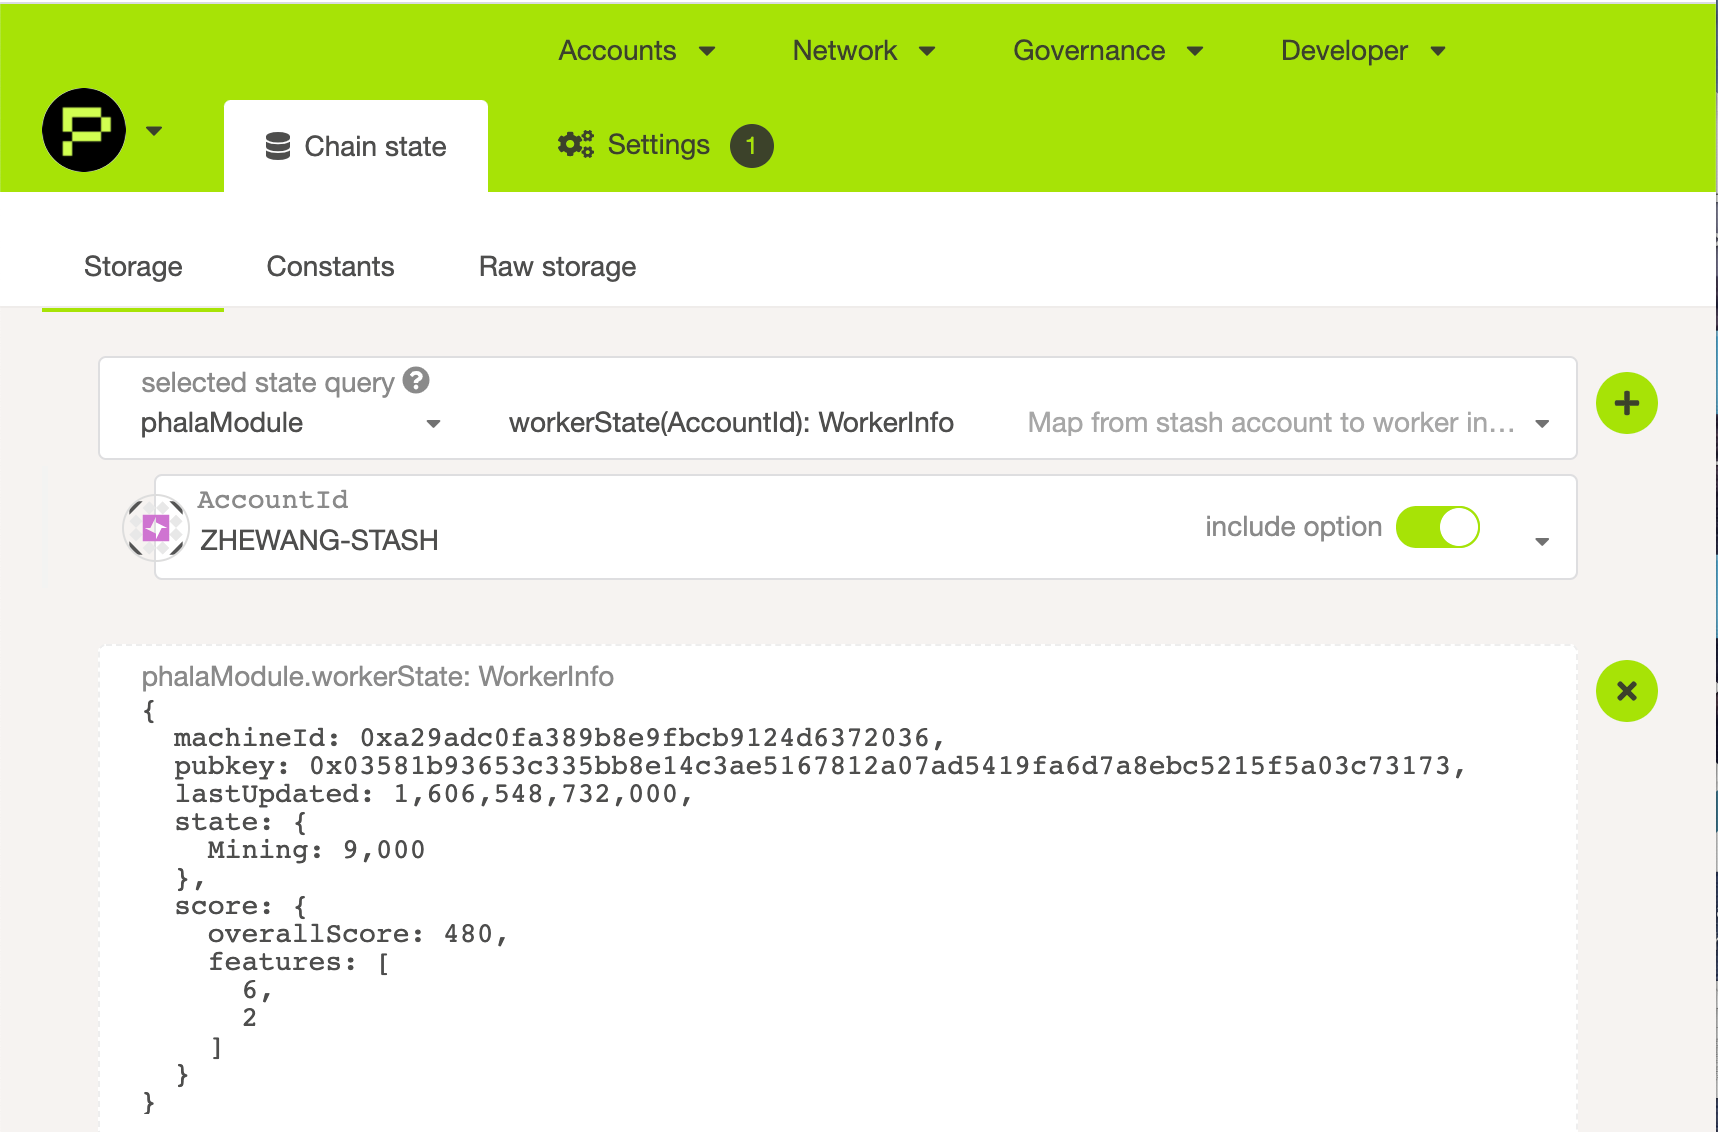 Accounts Network Governance Developer
P
Chain state Settings 1
Storage Constants Raw storage
selected state query ?
phalaModule workerState(AccountId): WorkerInfo Map from stash account to worker in…
AccountId
ZHEWANG-STASH include option
phalaModule.workerState: WorkerInfo
{
machineId: 0xa29adc0fa389b8e9fbcb9124d6372036,
pubkey: 0x03581b93653c335bb8e14c3ae5167812a07ad5419fa6d7a8ebc5215f5a03c73173,
lastUpdated: 1,606,548,732,000,
state: {
Mining: 9,000
},
score: {
overallScore: 480,
features: [
6,
2
]
}
}